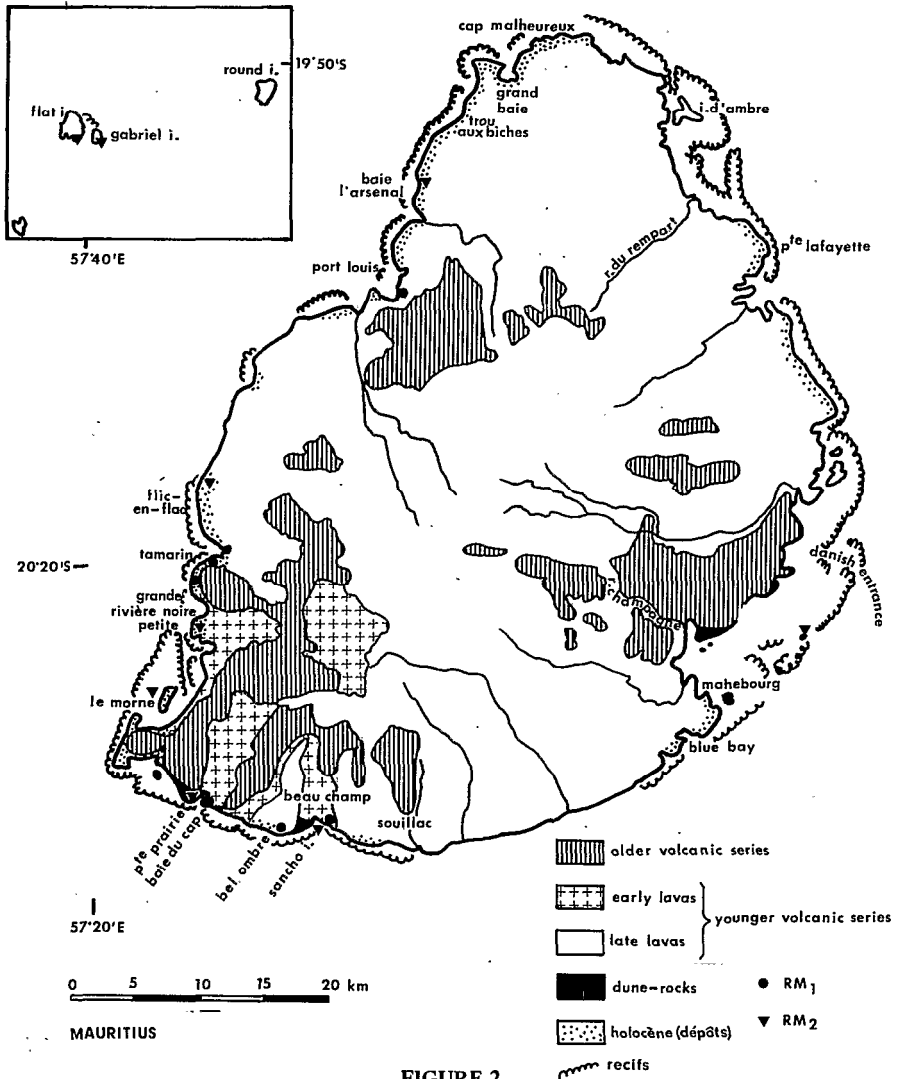 cap malheureux
19°50'S
round i.
flat i.
gabriel i.
57°40'E
grand
baie
trou
aux biches
i. d'ambre
baie
l'arsenal
r. du rempart
pte lafayette
port louis
flic-
en-flac
tamarin
20°20'S
grande
rivière noire
petite
danish entrance
r. champagne
le morne
mahebourg
blue bay
beau champ
souillac
pte prairie
baie du cap
bel ombre
sancho i.
57°20'E
older volcanic series
early lavas
younger volcanic series
late lavas
0 5 10 15 20 km
dune-rocks
RM1
MAURITIUS
holocène (dépôts)
RM2
recifs
FIGURE 2